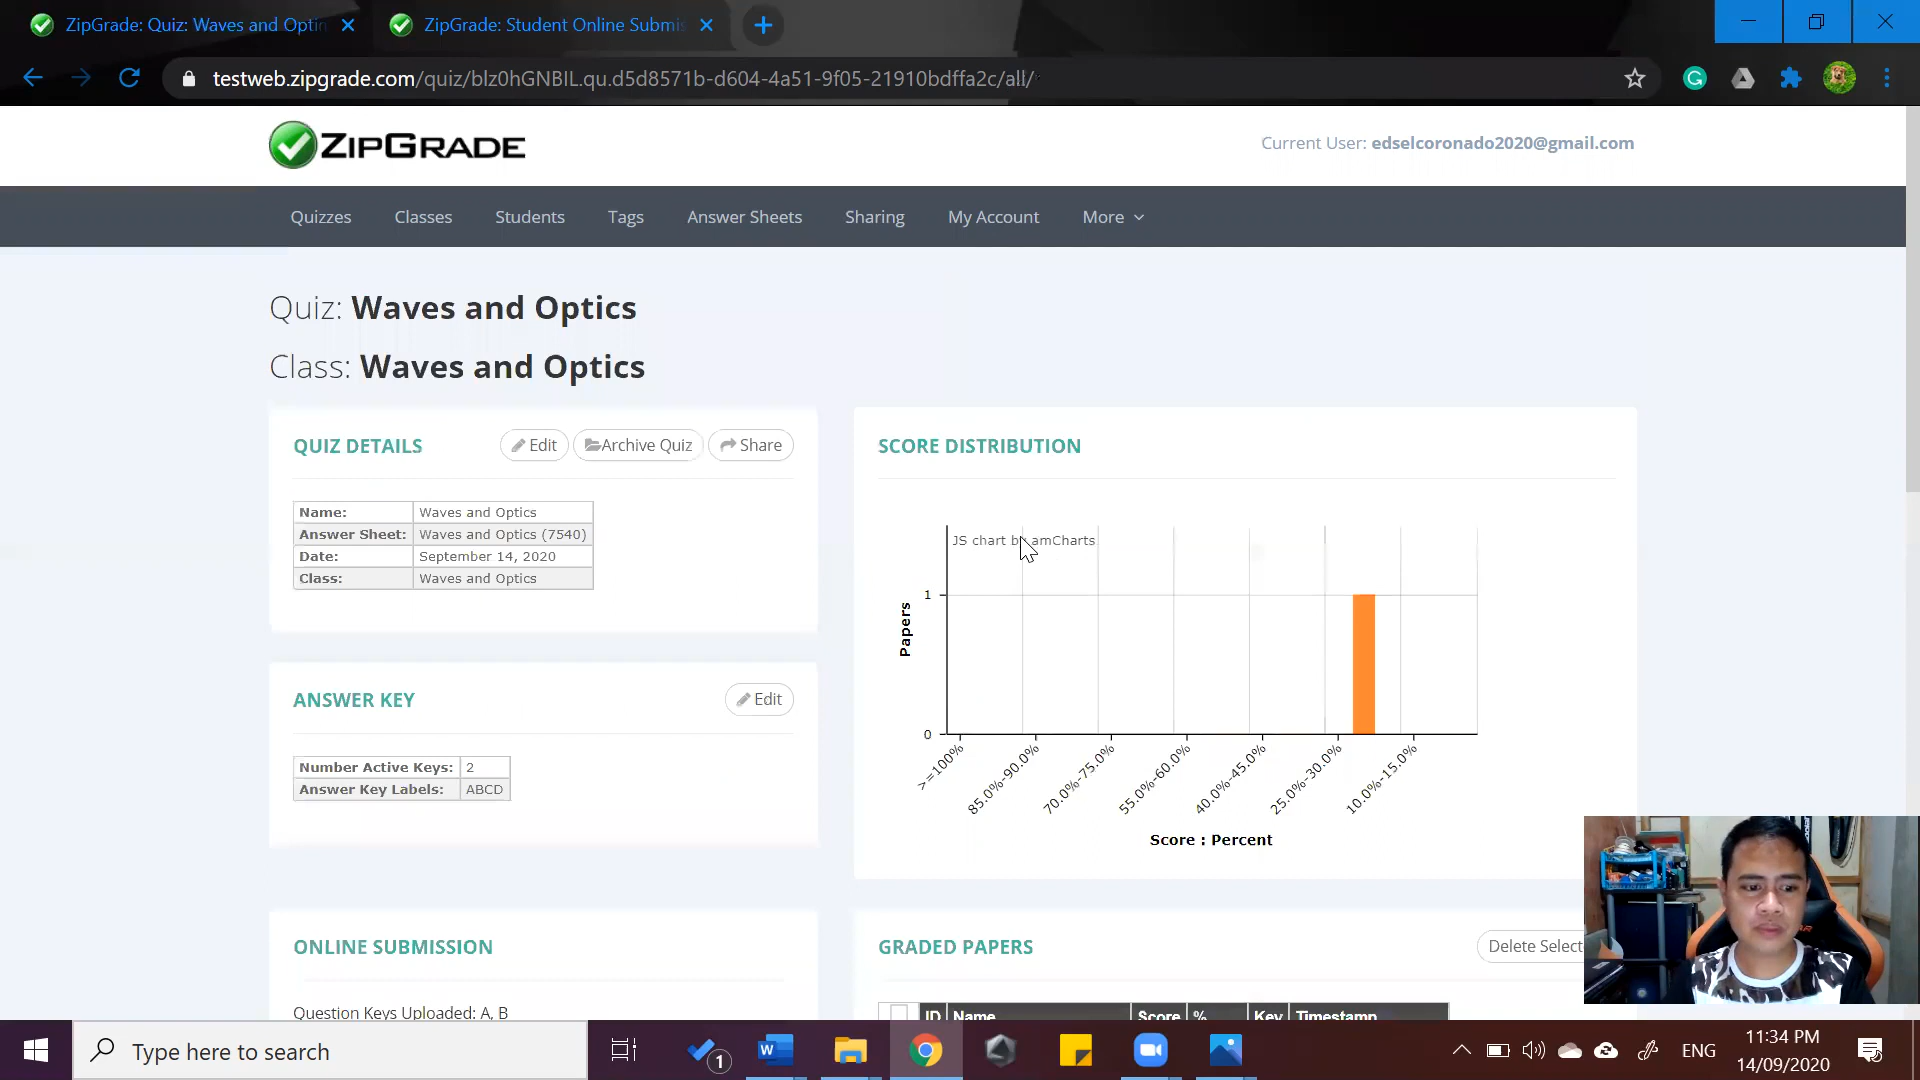 ZipGrade: Quiz: Waves and Optin
ZipGrade: Student Online Submis
testweb.zipgrade.com/quiz/blz0hGNBIL.qu.d5d8571b-d604-4a51-9f05-21910bdffa2c/all/
ZIPGRADE
Current User: edselcoronado2020@gmail.com
Quizzes Classes Students Tags Answer Sheets Sharing My Account More
Quiz: Waves and Optics
Class: Waves and Optics
QUIZ DETAILS
Edit
Archive Quiz
Share
Name: Waves and Optics
Answer Sheet: Waves and Optics (7540)
Date: September 14, 2020
Class: Waves and Optics
SCORE DISTRIBUTION
JS chart by amCharts
Papers
1
0
>=100%
85.0%-90.0%
70.0%-75.0%
55.0%-60.0%
40.0%-45.0%
25.0%-30.0%
10.0%-15.0%
Score : Percent
ANSWER KEY
Edit
Number Active Keys: 2
Answer Key Labels: ABCD
ONLINE SUBMISSION
Question Keys Uploaded: A, B
GRADED PAPERS
Delete Select
ID Name Score % Key Timestamp
Type here to search
1
ENG
11:34 PM
14/09/2020